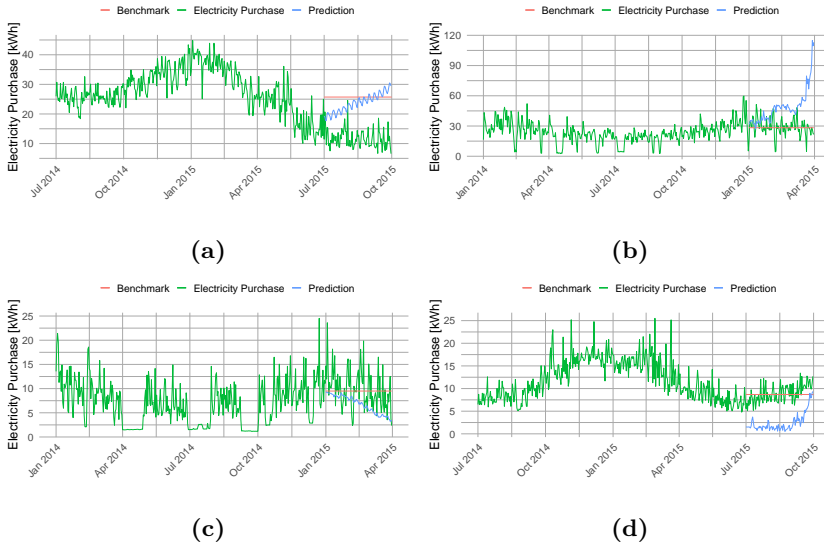 Benchmark Electricity Purchase Prediction
Electricity Purchase [kWh]
40
30
20
10
Jul 2014
Oct 2014
Jan 2015
Apr 2015
Jul 2015
Oct 2015
(a)
Benchmark Electricity Purchase Prediction
Electricity Purchase [kWh]
120
90
60
30
0
Jan 2014
Apr 2014
Jul 2014
Oct 2014
Jan 2015
Apr 2015
(b)
Benchmark Electricity Purchase Prediction
Electricity Purchase [kWh]
25
20
15
10
5
0
Jan 2014
Apr 2014
Jul 2014
Oct 2014
Jan 2015
Apr 2015
(c)
Benchmark Electricity Purchase Prediction
Electricity Purchase [kWh]
25
20
15
10
5
0
Jul 2014
Oct 2014
Jan 2015
Apr 2015
Jul 2015
Oct 2015
(d)